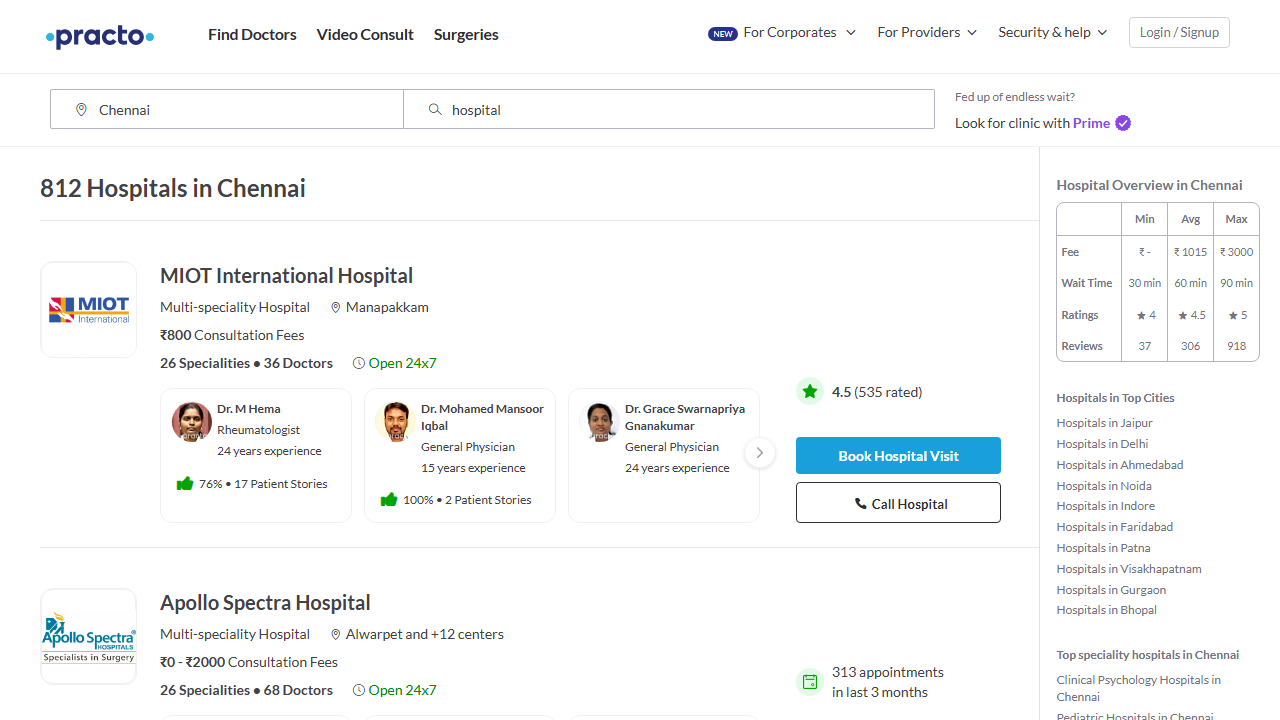 practo
Find Doctors
Video Consult
Surgeries
NEW For Corporates
For Providers
Security & help
Login / Signup
Chennai
hospital
Fed up of endless wait?
Look for clinic with Prime
812 Hospitals in Chennai
MIOT
International
MIOT International Hospital
Multi-speciality Hospital
Manapakkam
₹800 Consultation Fees
26 Specialities • 36 Doctors
Open 24x7
Dr. M Hema
Rheumatologist
24 years experience
76% • 17 Patient Stories
Dr. Mohamed Mansoor
Iqbal
General Physician
15 years experience
100% • 2 Patient Stories
Dr. Grace Swarnapriya
Gnanakumar
General Physician
24 years experience
4.5 (535 rated)
Book Hospital Visit
Call Hospital
Apollo Spectra
HOSPITALS
Specialists in Surgery
Apollo Spectra Hospital
Multi-speciality Hospital
Alwarpet and +12 centers
₹0 - ₹2000 Consultation Fees
26 Specialities • 68 Doctors
Open 24x7
313 appointments
in last 3 months
Hospital Overview in Chennai
Min Avg Max
Fee ₹ - ₹ 1015 ₹ 3000
Wait Time 30 min 60 min 90 min
Ratings ★ 4 ★ 4.5 ★ 5
Reviews 37 306 918
Hospitals in Top Cities
Hospitals in Jaipur
Hospitals in Delhi
Hospitals in Ahmedabad
Hospitals in Noida
Hospitals in Indore
Hospitals in Faridabad
Hospitals in Patna
Hospitals in Visakhapatnam
Hospitals in Gurgaon
Hospitals in Bhopal
Top speciality hospitals in Chennai
Clinical Psychology Hospitals in
Chennai
Pediatric Hospitals in Chennai